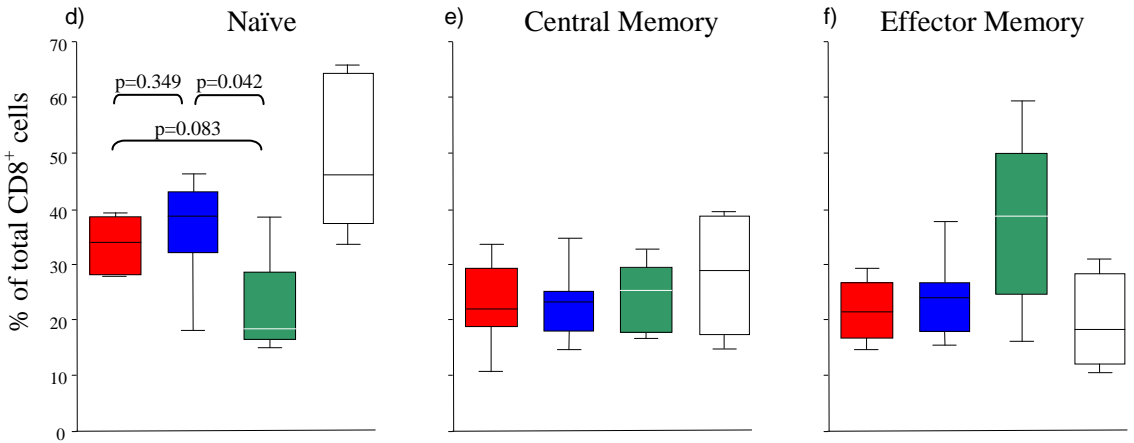 d) Naïve
e) Central Memory
f) Effector Memory
% of total CD8+ cells
70
60
50
40
30
20
10
0
p=0.349
p=0.042
p=0.083